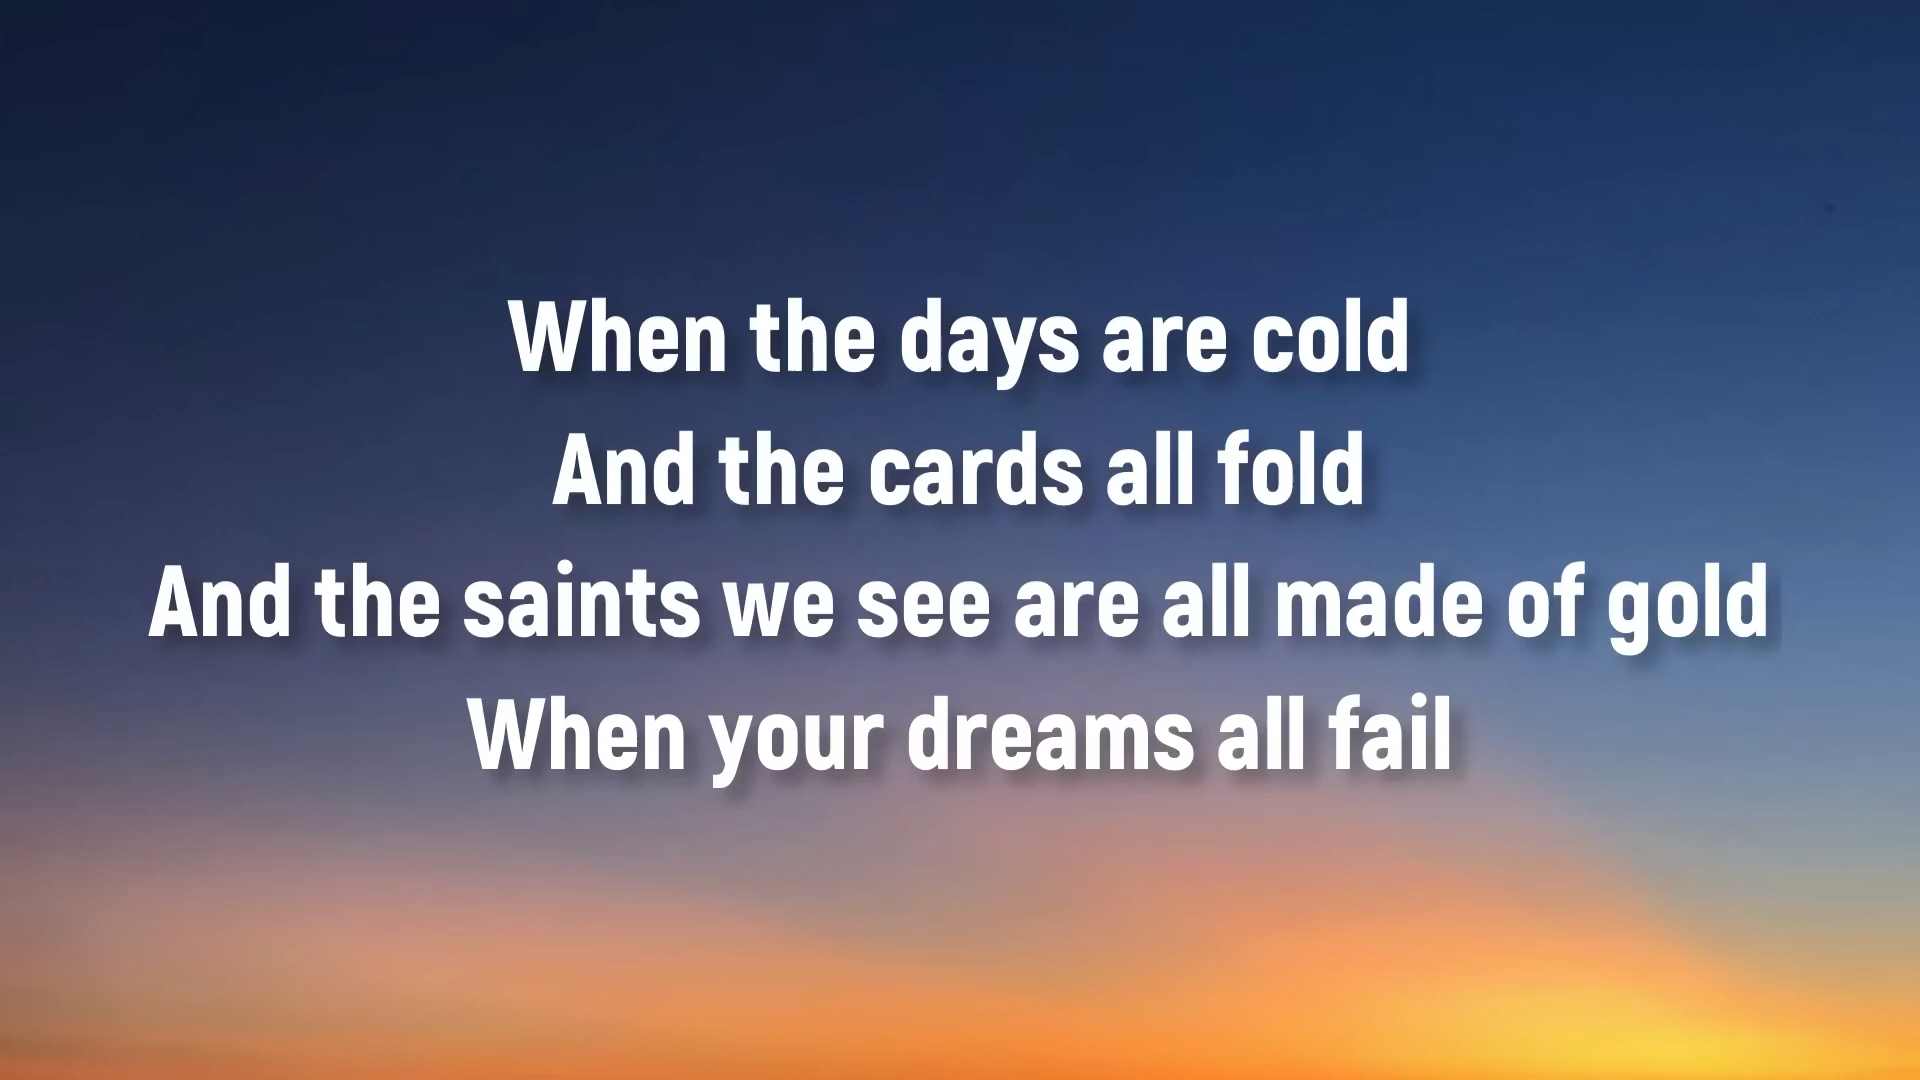 When the days are cold
And the cards all fold
And the saints we see are all made of gold
When your dreams all fail